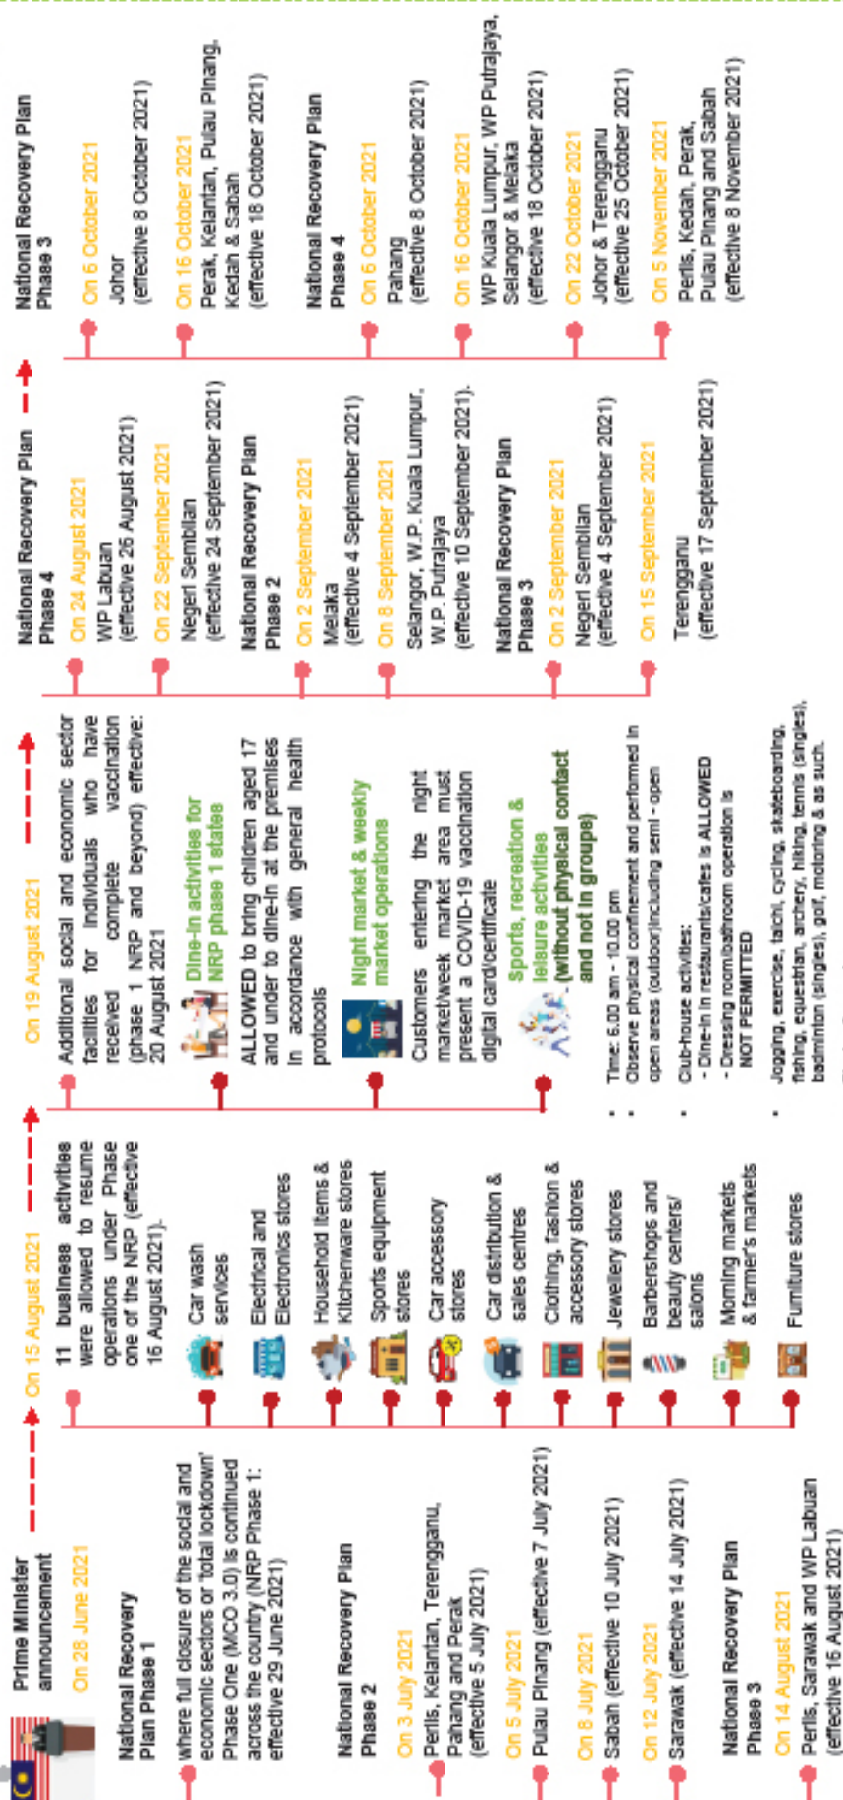 Prime Minister
announcement
On 28 June 2021
National Recovery
Plan Phase 1
where full closure of the social and
economic sectors or 'total lockdown'
Phase One (MCO 3.0) is continued
across the country (NRP Phase 1:
effective 29 June 2021)
National Recovery Plan
Phase 2
On 3 July 2021
Perlis, Kelantan, Terengganu,
Pahang and Perak
(effective 5 July 2021)
On 5 July 2021
Pulau Pinang (effective 7 July 2021)
On 8 July 2021
Sabah (effective 10 July 2021)
On 12 July 2021
Sarawak (effective 14 July 2021)
National Recovery Plan
Phase 3
On 14 August 2021
Perlis, Sarawak and WP Labuan
(effective 16 August 2021)
On 15 August 2021
11 business activities
were allowed to resume
operations under Phase
one of the NRP (effective
16 August 2021).
Car wash
services
Electrical and
Electronics stores
Household items &
Kitchenware stores
Sports equipment
stores
Car accessory
stores
Car distribution &
sales centres
Clothing, fashion &
accessory stores
Jewellery stores
Barbershops and
beauty centers/
salons
Morning markets
& farmer's markets
Furniture stores
On 19 August 2021
Additional social and economic sector
facilities for individuals who have
received complete vaccination
(phase 1 NRP and beyond) effective:
20 August 2021
Dine-in activities for
NRP phase 1 states
ALLOWED to bring children aged 17
and under to dine-in at the premises
in accordance with general health
protocols
Night market & weekly
market operations
Customers entering the night
market/week market area must
present a COVID-19 vaccination
digital card/certificate
Sports, recreation &
leisure activities
(without physical contact
and not in groups)
• Time: 6.00 am - 10.00 pm
• Observe physical confinement and performed in
open areas (outdoor)including semi - open
• Club-house activities:
- Dine-in in restaurants/cafes is ALLOWED
- Dressing room/bathroom operation is
NOT PERMITTED
• Jogging, exercise, taichi, cycling, skateboarding,
fishing, equestrian, archery, hiking, tennis (singles),
badminton (singles), golf, motoring & as such.
National Recovery Plan
Phase 4
On 24 August 2021
WP Labuan
(effective 26 August 2021)
On 22 September 2021
Negeri Sembilan
(effective 24 September 2021)
National Recovery Plan
Phase 2
On 2 September 2021
Melaka
(effective 4 September 2021)
On 8 September 2021
Selangor, W.P. Kuala Lumpur,
W.P. Putrajaya
(effective 10 September 2021).
National Recovery Plan
Phase 3
On 2 September 2021
Negeri Sembilan
(effective 4 September 2021)
On 15 September 2021
Terengganu
(effective 17 September 2021)
National Recovery Plan
Phase 3
On 6 October 2021
Johor
(effective 8 October 2021)
On 16 October 2021
Perak, Kelantan, Pulau Pinang,
Kedah & Sabah
(effective 18 October 2021)
National Recovery Plan
Phase 4
On 6 October 2021
Pahang
(effective 8 October 2021)
On 16 October 2021
WP Kuala Lumpur, WP Putrajaya,
Selangor & Melaka
(effective 18 October 2021)
On 22 October 2021
Johor & Terengganu
(effective 25 October 2021)
On 5 November 2021
Perlis, Kedah, Perak,
Pulau Pinang and Sabah
(effective 8 November 2021)